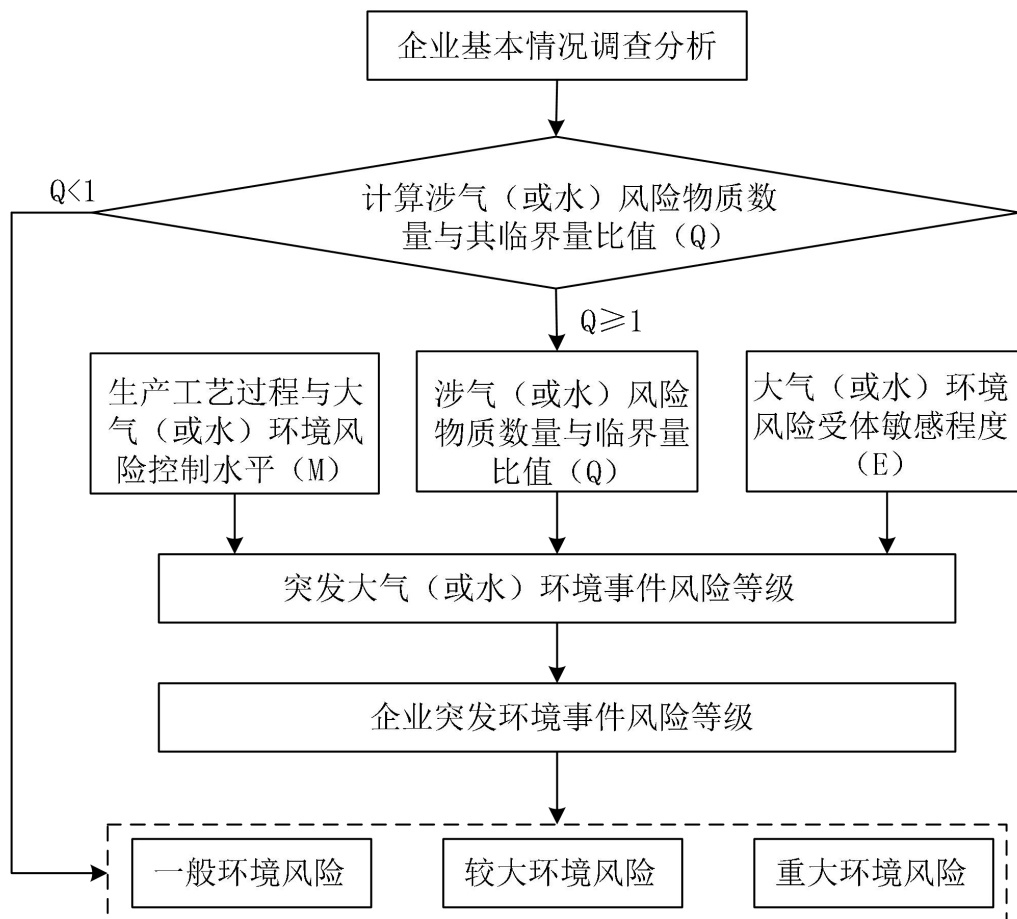 企业基本情况调查分析
Q<1
计算涉气（或水）风险物质数
量与其临界量比值（Q）
Q≥1
生产工艺过程与大
气（或水）环境风
险控制水平（M）
涉气（或水）风险
物质数量与临界量
比值（Q）
大气（或水）环境
风险受体敏感程度
（E）
突发大气（或水）环境事件风险等级
企业突发环境事件风险等级
一般环境风险
较大环境风险
重大环境风险